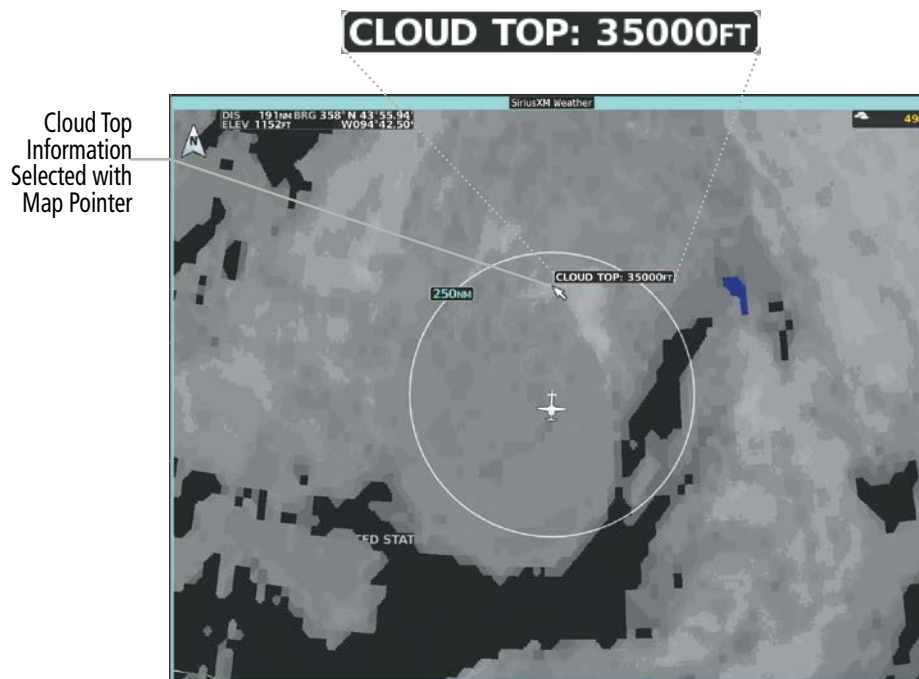 CLOUD TOP: 35000FT
SiriusXM Weather
Cloud Top
Information
Selected with
Map Pointer
DIS 191NM BRG 358° N 43°55.94'
ELEV 1152FT W094°42.50'
N
49
CLOUD TOP: 35000FT
250NM
ED STAT